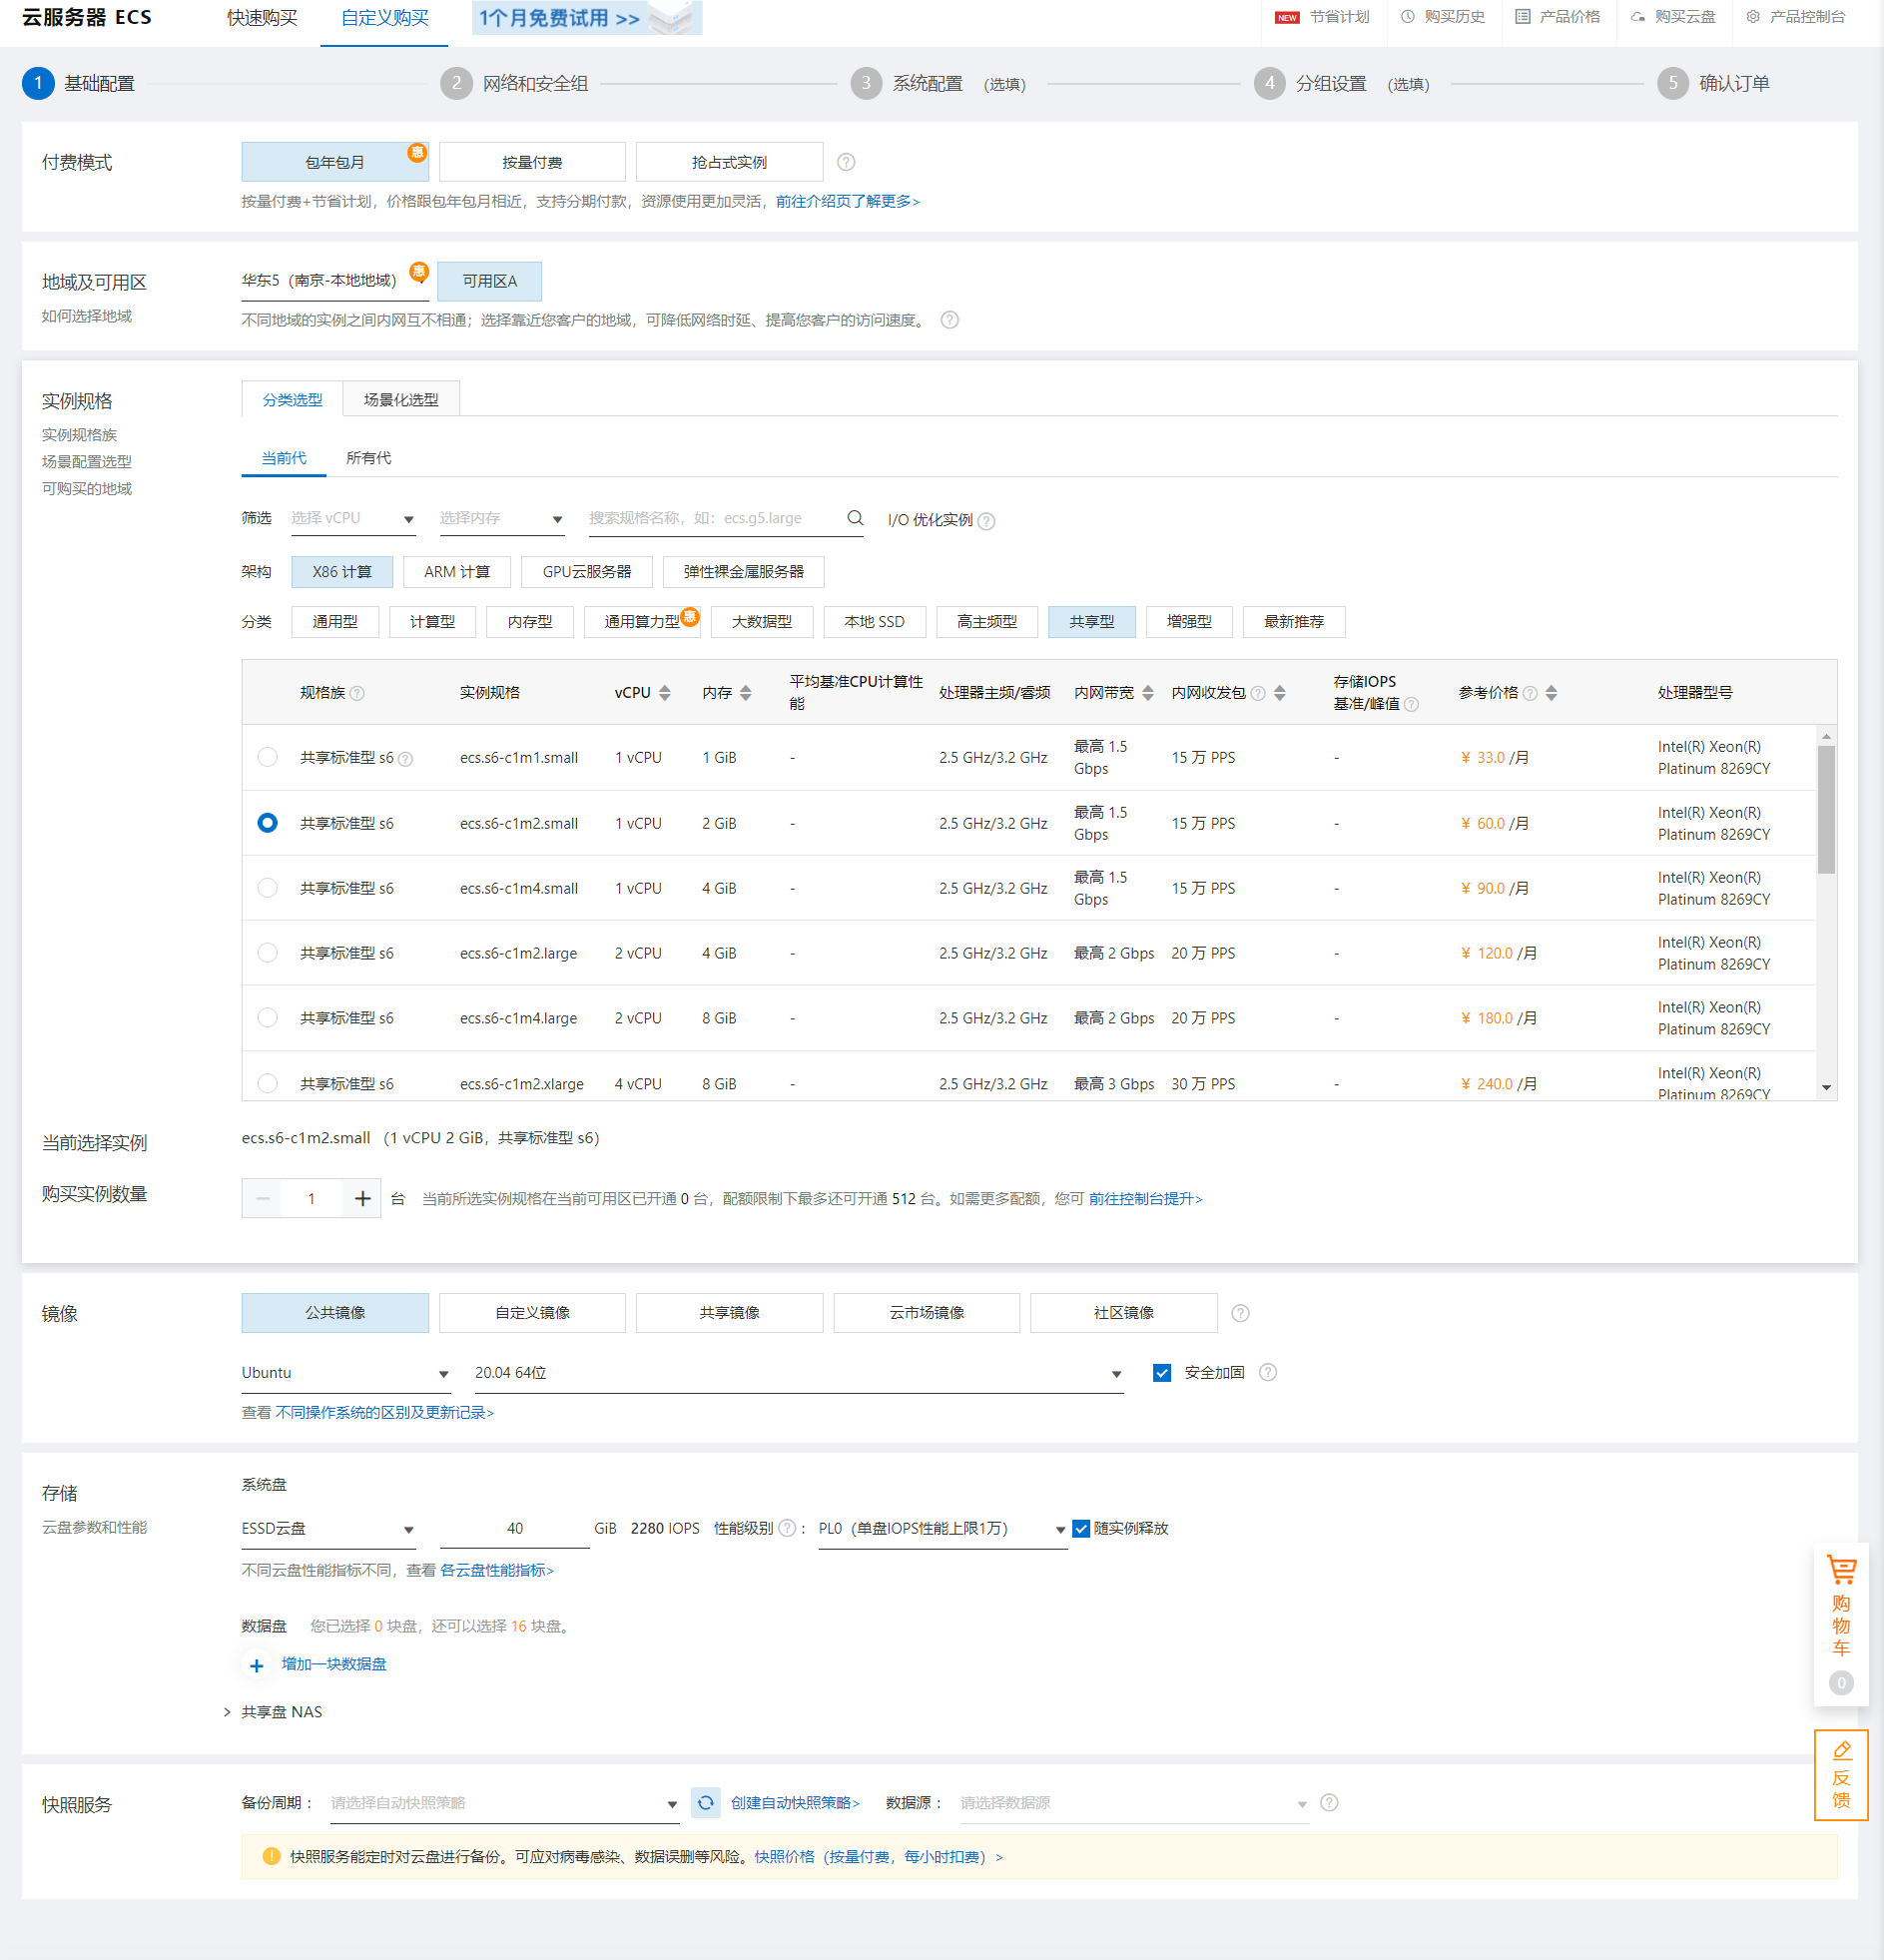 云服务器 ECS 快速购买 自定义购买 1个月免费试用 >> NEW 节省计划 购买历史 产品价格 购买云盘 产品控制台
1 基础配置 2 网络和安全组 3 系统配置 (选填) 4 分组设置 (选填) 5 确认订单
付费模式 包年包月 惠 按量付费 抢占式实例 ?
按量付费+节省计划，价格跟包年包月相近，支持分期付款，资源使用更加灵活，前往介绍页了解更多>
地域及可用区 华东5（南京-本地地域） 惠 可用区A
如何选择地域 不同地域的实例之间内网互不相通；选择靠近您客户的地域，可降低网络时延、提高您客户的访问速度。 ?
实例规格 分类选型 场景化选型
实例规格族
场景配置选型 当前代 所有代
可购买的地域
筛选 选择 vCPU 选择内存 搜索规格名称，如：ecs.g5.large I/O 优化实例 ?
架构 X86 计算 ARM 计算 GPU云服务器 弹性裸金属服务器
分类 通用型 计算型 内存型 通用算力型 惠 大数据型 本地 SSD 高主频型 共享型 增强型 最新推荐
规格族 ? 实例规格 vCPU 内存 平均基准CPU计算性能 处理器主频/睿频 内网带宽 内网收发包 ? 存储IOPS 基准/峰值 ? 参考价格 ? 处理器型号
共享标准型 s6 ? ecs.s6-c1m1.small 1 vCPU 1 GiB - 2.5 GHz/3.2 GHz 最高 1.5 Gbps 15 万 PPS - ¥ 33.0 /月 Intel(R) Xeon(R) Platinum 8269CY
共享标准型 s6 ecs.s6-c1m2.small 1 vCPU 2 GiB - 2.5 GHz/3.2 GHz 最高 1.5 Gbps 15 万 PPS - ¥ 60.0 /月 Intel(R) Xeon(R) Platinum 8269CY
共享标准型 s6 ecs.s6-c1m4.small 1 vCPU 4 GiB - 2.5 GHz/3.2 GHz 最高 1.5 Gbps 15 万 PPS - ¥ 90.0 /月 Intel(R) Xeon(R) Platinum 8269CY
共享标准型 s6 ecs.s6-c1m2.large 2 vCPU 4 GiB - 2.5 GHz/3.2 GHz 最高 2 Gbps 20 万 PPS - ¥ 120.0 /月 Intel(R) Xeon(R) Platinum 8269CY
共享标准型 s6 ecs.s6-c1m4.large 2 vCPU 8 GiB - 2.5 GHz/3.2 GHz 最高 2 Gbps 20 万 PPS - ¥ 180.0 /月 Intel(R) Xeon(R) Platinum 8269CY
共享标准型 s6 ecs.s6-c1m2.xlarge 4 vCPU 8 GiB - 2.5 GHz/3.2 GHz 最高 3 Gbps 30 万 PPS - ¥ 240.0 /月 Intel(R) Xeon(R) Platinum 8269CY
当前选择实例 ecs.s6-c1m2.small （1 vCPU 2 GiB，共享标准型 s6）
购买实例数量 1 台 当前所选实例规格在当前可用区已开通 0 台，配额限制下最多还可开通 512 台。如需更多配额，您可 前往控制台提升>
镜像 公共镜像 自定义镜像 共享镜像 云市场镜像 社区镜像 ?
Ubuntu 20.04 64位 安全加固 ?
查看 不同操作系统的区别及更新记录>
存储 系统盘
云盘参数和性能 ESSD云盘 40 GiB 2280 IOPS 性能级别 ? ： PL0（单盘IOPS性能上限1万） 随实例释放
不同云盘性能指标不同，查看 各云盘性能指标>
数据盘 您已选择 0 块盘，还可以选择 16 块盘。
+ 增加一块数据盘
> 共享盘 NAS
购物车
0
反馈
快照服务 备份周期： 请选择自动快照策略 创建自动快照策略> 数据源： 请选择数据源 ?
! 快照服务能定时对云盘进行备份。可应对病毒感染、数据误删等风险。快照价格（按量付费，每小时扣费）>